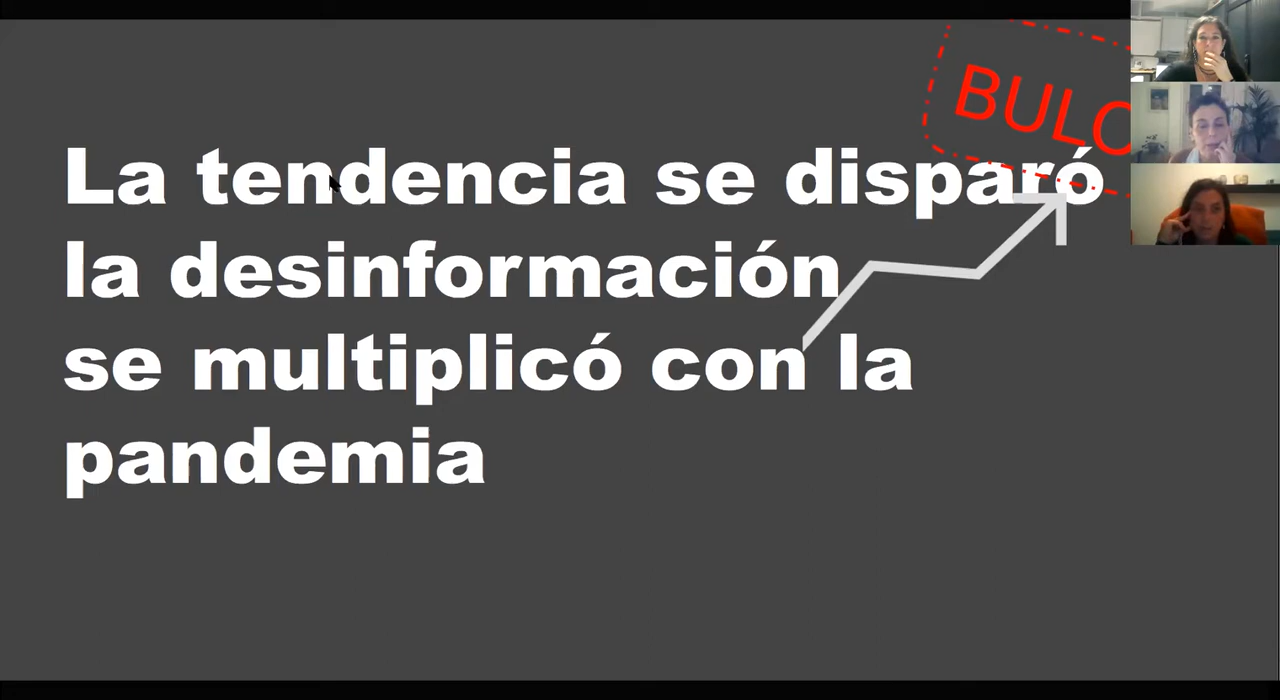 BULO
La tendencia se disparó
la desinformación
se multiplicó con la
pandemia